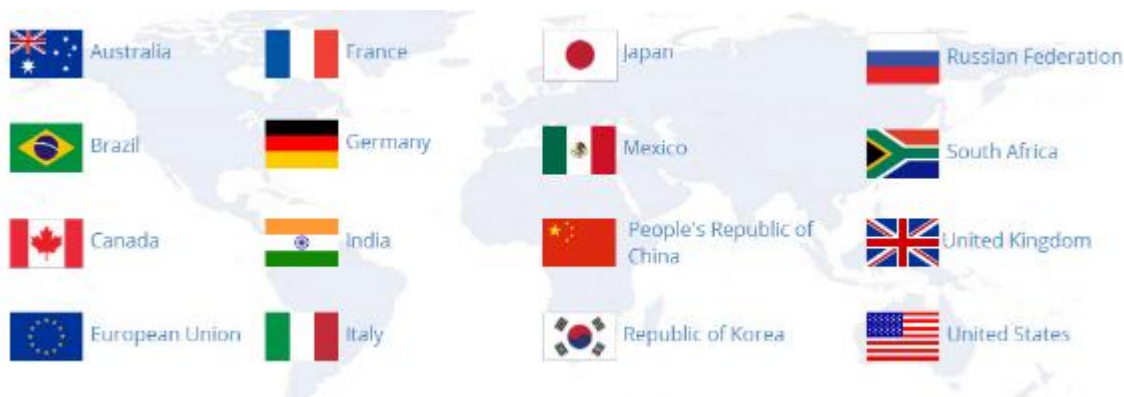 Australia
France
Japan
Russian Federation
Brazil
Germany
Mexico
South Africa
Canada
India
People's Republic of
China
United Kingdom
European Union
Italy
Republic of Korea
United States